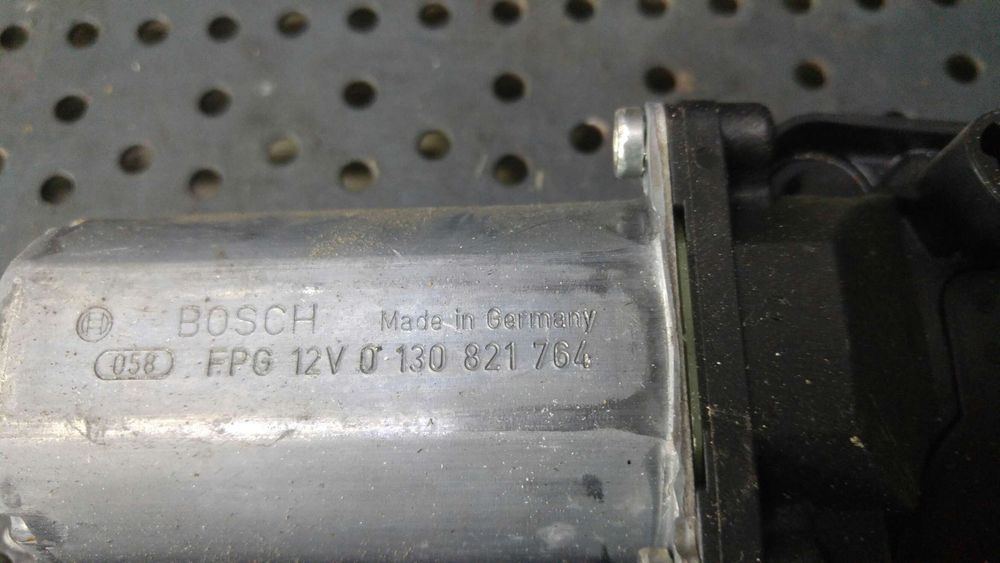 BOSCH Made in Germany
058 FPG 12V 0 130 821 764